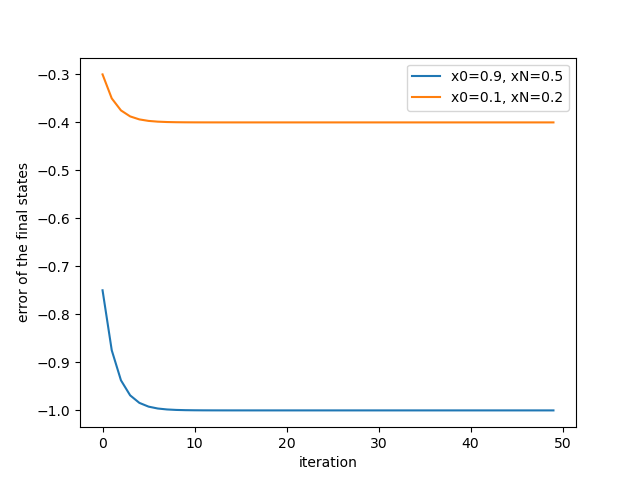 x0=0.9, xN=0.5
x0=0.1, xN=0.2
−0.3
−0.4
−0.5
−0.6
−0.7
−0.8
−0.9
−1.0
error of the final states
0 10 20 30 40 50
iteration